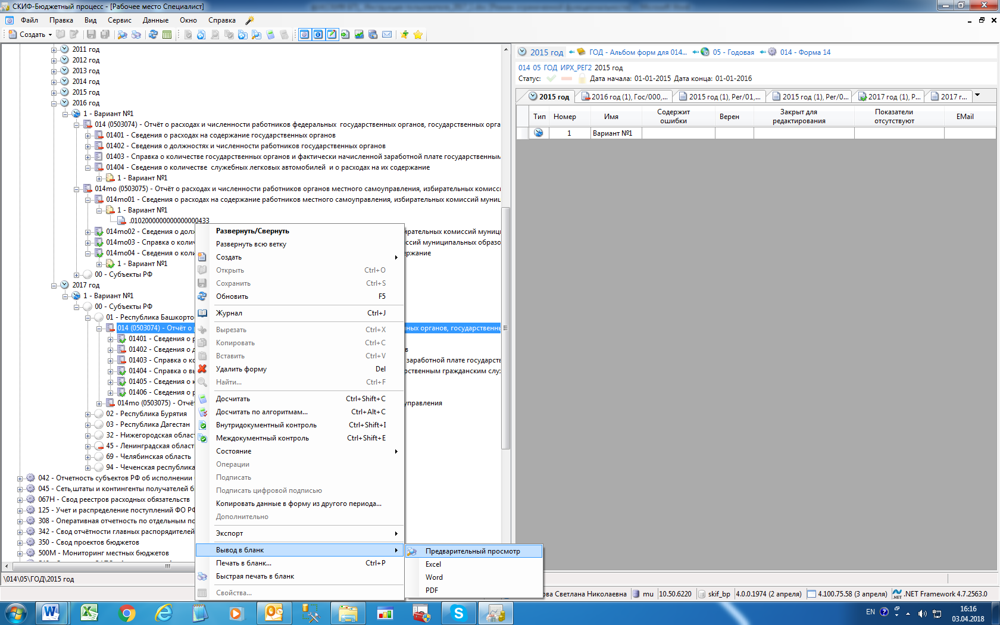 СКИФ-Бюджетный процесс - [Рабочее место Специалист]
Файл Правка Вид Сервис Данные Окно Справка
Создать
2011 год
2012 год
2013 год
2014 год
2015 год
2016 год
1 - Вариант №1
014 (0503074) - Отчёт о расходах и численности работников федеральных государственных органов, государственных орга
01401 - Сведения о расходах на содержание государственных органов
01402 - Сведения о должностях и численности работников государственных органов
01403 - Справка о количестве государственных органов и фактически начисленной заработной плате государственным
01404 - Сведения о количестве служебных легковых автомобилей и о расходах на их содержание
1 - Вариант №1
014mo (0503075) - Отчёт о расходах и численности работников органов местного самоуправления, избирательных комисси
014mo01 - Сведения о расходах на содержание работников местного самоуправления, избирательных комиссий муниц
1 - Вариант №1
.0102000000000000000433
014mo02 - Сведения о долж ирательных комиссий муници
014mo03 - Справка о колич ссий муниципальных образо
014mo04 - Сведения о коли ержание
1 - Вариант №1
00 - Субъекты РФ
2017 год
1 - Вариант №1
00 - Субъекты РФ
01 - Республика Башкорто
014 (0503074) - Отчёт о р нных органов, государственны
01401 - Сведения о р
01402 - Сведения о д в
01403 - Справка о ко заработной плате государств
01404 - Справка о вы рственным гражданским слу
01405 - Сведения о к
01406 - Сведения о р
014mo (0503075) - Отчё управления
02 - Республика Бурятия
03 - Республика Дагестан
32 - Нижегородская област
45 - Ленинградская област
69 - Челябинская область
94 - Чеченская республика
042 - Отчетность субъектов РФ об исполнении
045 - Сеть,штаты и контингенты получателей б
067Н - Свод реестров расходных обязательств
125 - Учет и распределение поступлений ФО РФ
308 - Оперативная отчетность по отдельным по
342 - Свод отчётности главных распорядителей
350 - Свод проектов бюджетов
500М - Мониторинг местных бюджетов
\014\05\ГОД\2015 год
Развернуть/Свернуть
Развернуть всю ветку
Создать
Открыть Ctrl+O
Сохранить Ctrl+S
Обновить F5
Журнал Ctrl+J
Вырезать Ctrl+X
Копировать Ctrl+C
Вставить Ctrl+V
Удалить форму Del
Найти... Ctrl+F
Досчитать Ctrl+Shift+C
Досчитать по алгоритмам... Ctrl+Alt+C
Внутридокументный контроль Ctrl+Shift+I
Междокументный контроль Ctrl+Shift+E
Состояние
Операции
Подписать
Подписать цифровой подписью
Копировать данные в форму из другого периода...
Дополнительно
Экспорт
Вывод в бланк
Печать в бланк... Ctrl+P
Быстрая печать в бланк
Свойства...
Предварительный просмотр
Excel
Word
PDF
2015 год ГОД - Альбом форм для 014... 05 - Годовая 014 - Форма 14
014 05 ГОД ИРХ_РЕГ2 2015 год
Статус: Дата начала: 01-01-2015 Дата конца: 01-01-2016
2015 год 2016 год (1), Гос/000,... 2015 год (1), Рег/01,... 2015 год (1), Рег/0... 2017 год (1), Р... 2017 г...
Тип Номер Имя Содержит ошибки Верен Закрыт для редактирования Показатели отсутствуют EMail
1 Вариант №1
ова Светлана Николаевна mu 10.50.6220 skif_bp 4.0.0.1974 (2 апреля) 4.100.75.58 (3 апреля) .NET Framework 4.7.2563.0
EN 16:16
03.04.2018